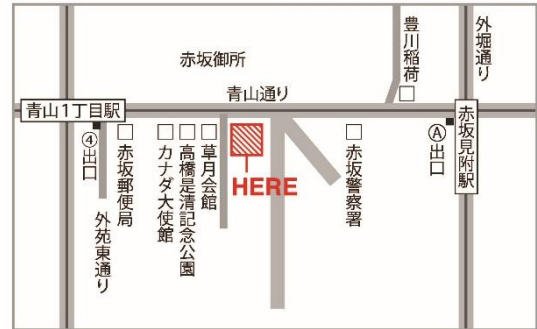 赤坂御所
豊川稲荷
外堀通り
青山通り
青山1丁目駅
赤坂見附駅
④出口
赤坂郵便局
カナダ大使館
高橋是清記念公園
草月会館
HERE
赤坂警察署
Ⓐ出口
外苑東通り